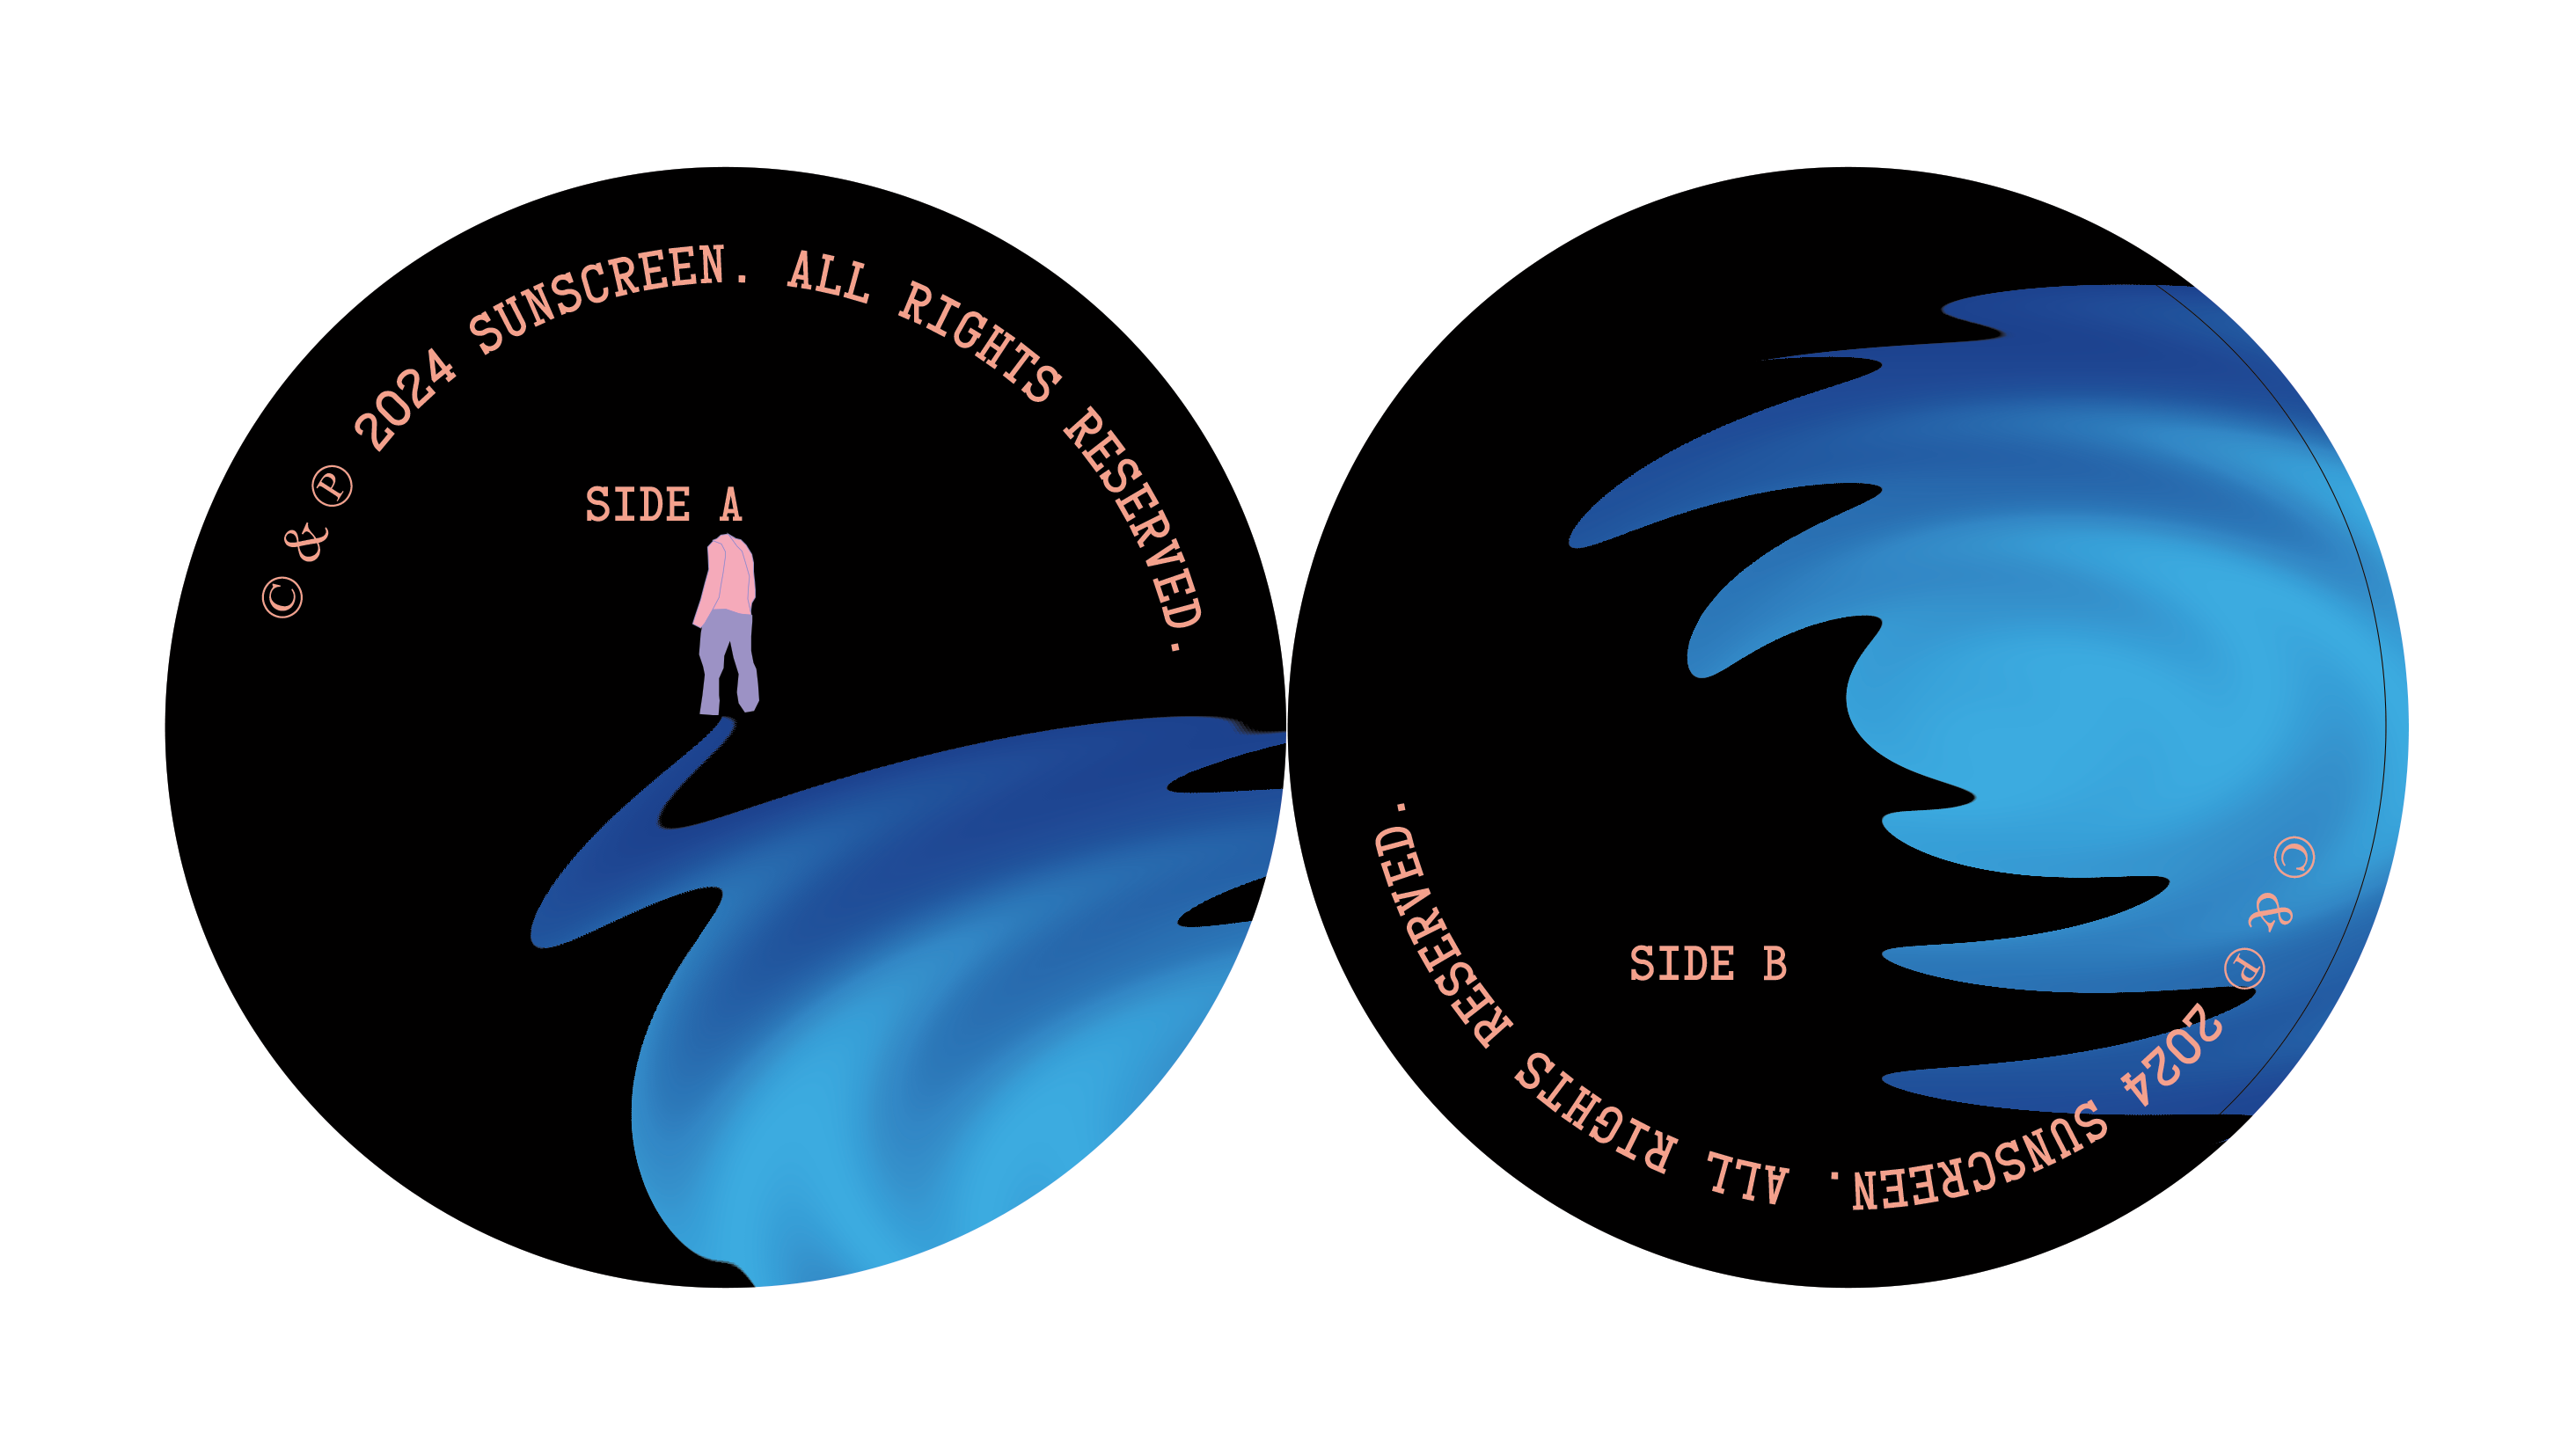 © & ℗ 2024 SUNSCREEN. ALL RIGHTS RESERVED.
SIDE A
SIDE B
© & ℗ 2024 SUNSCREEN. ALL RIGHTS RESERVED.